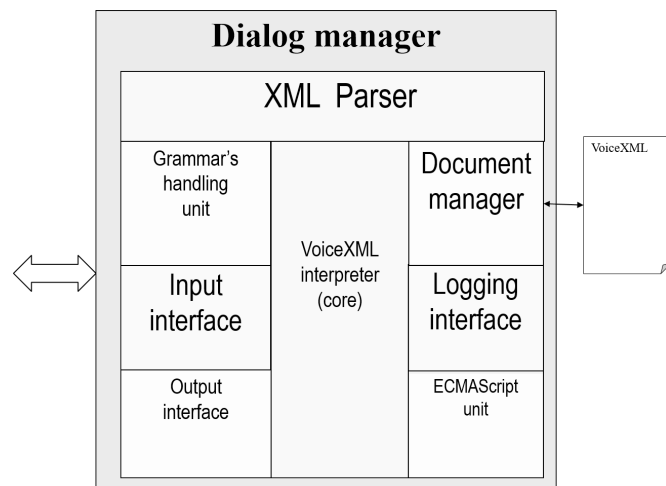 Dialog manager
XML Parser
Grammar's
handling
unit
Input
interface
Output
interface
VoiceXML
interpreter
(core)
Document
manager
Logging
interface
ECMAScript
unit
VoiceXML